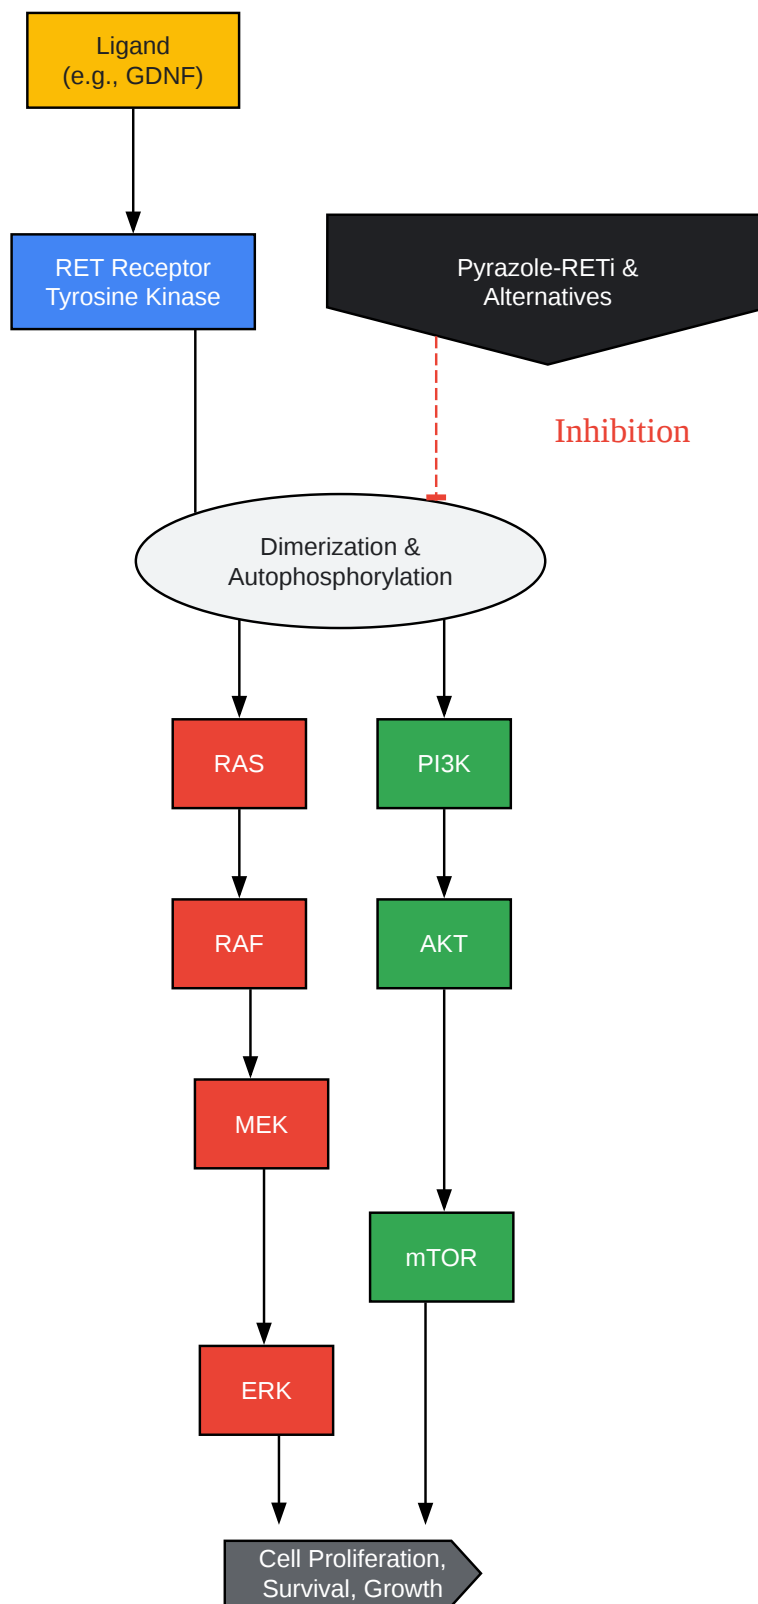 Ligand
(e.g., GDNF)
RET Receptor
Tyrosine Kinase
Pyrazole-RETi &
Alternatives
Inhibition
Dimerization &
Autophosphorylation
RAS
PI3K
RAF
AKT
MEK
mTOR
ERK
Cell Proliferation,
Survival, Growth